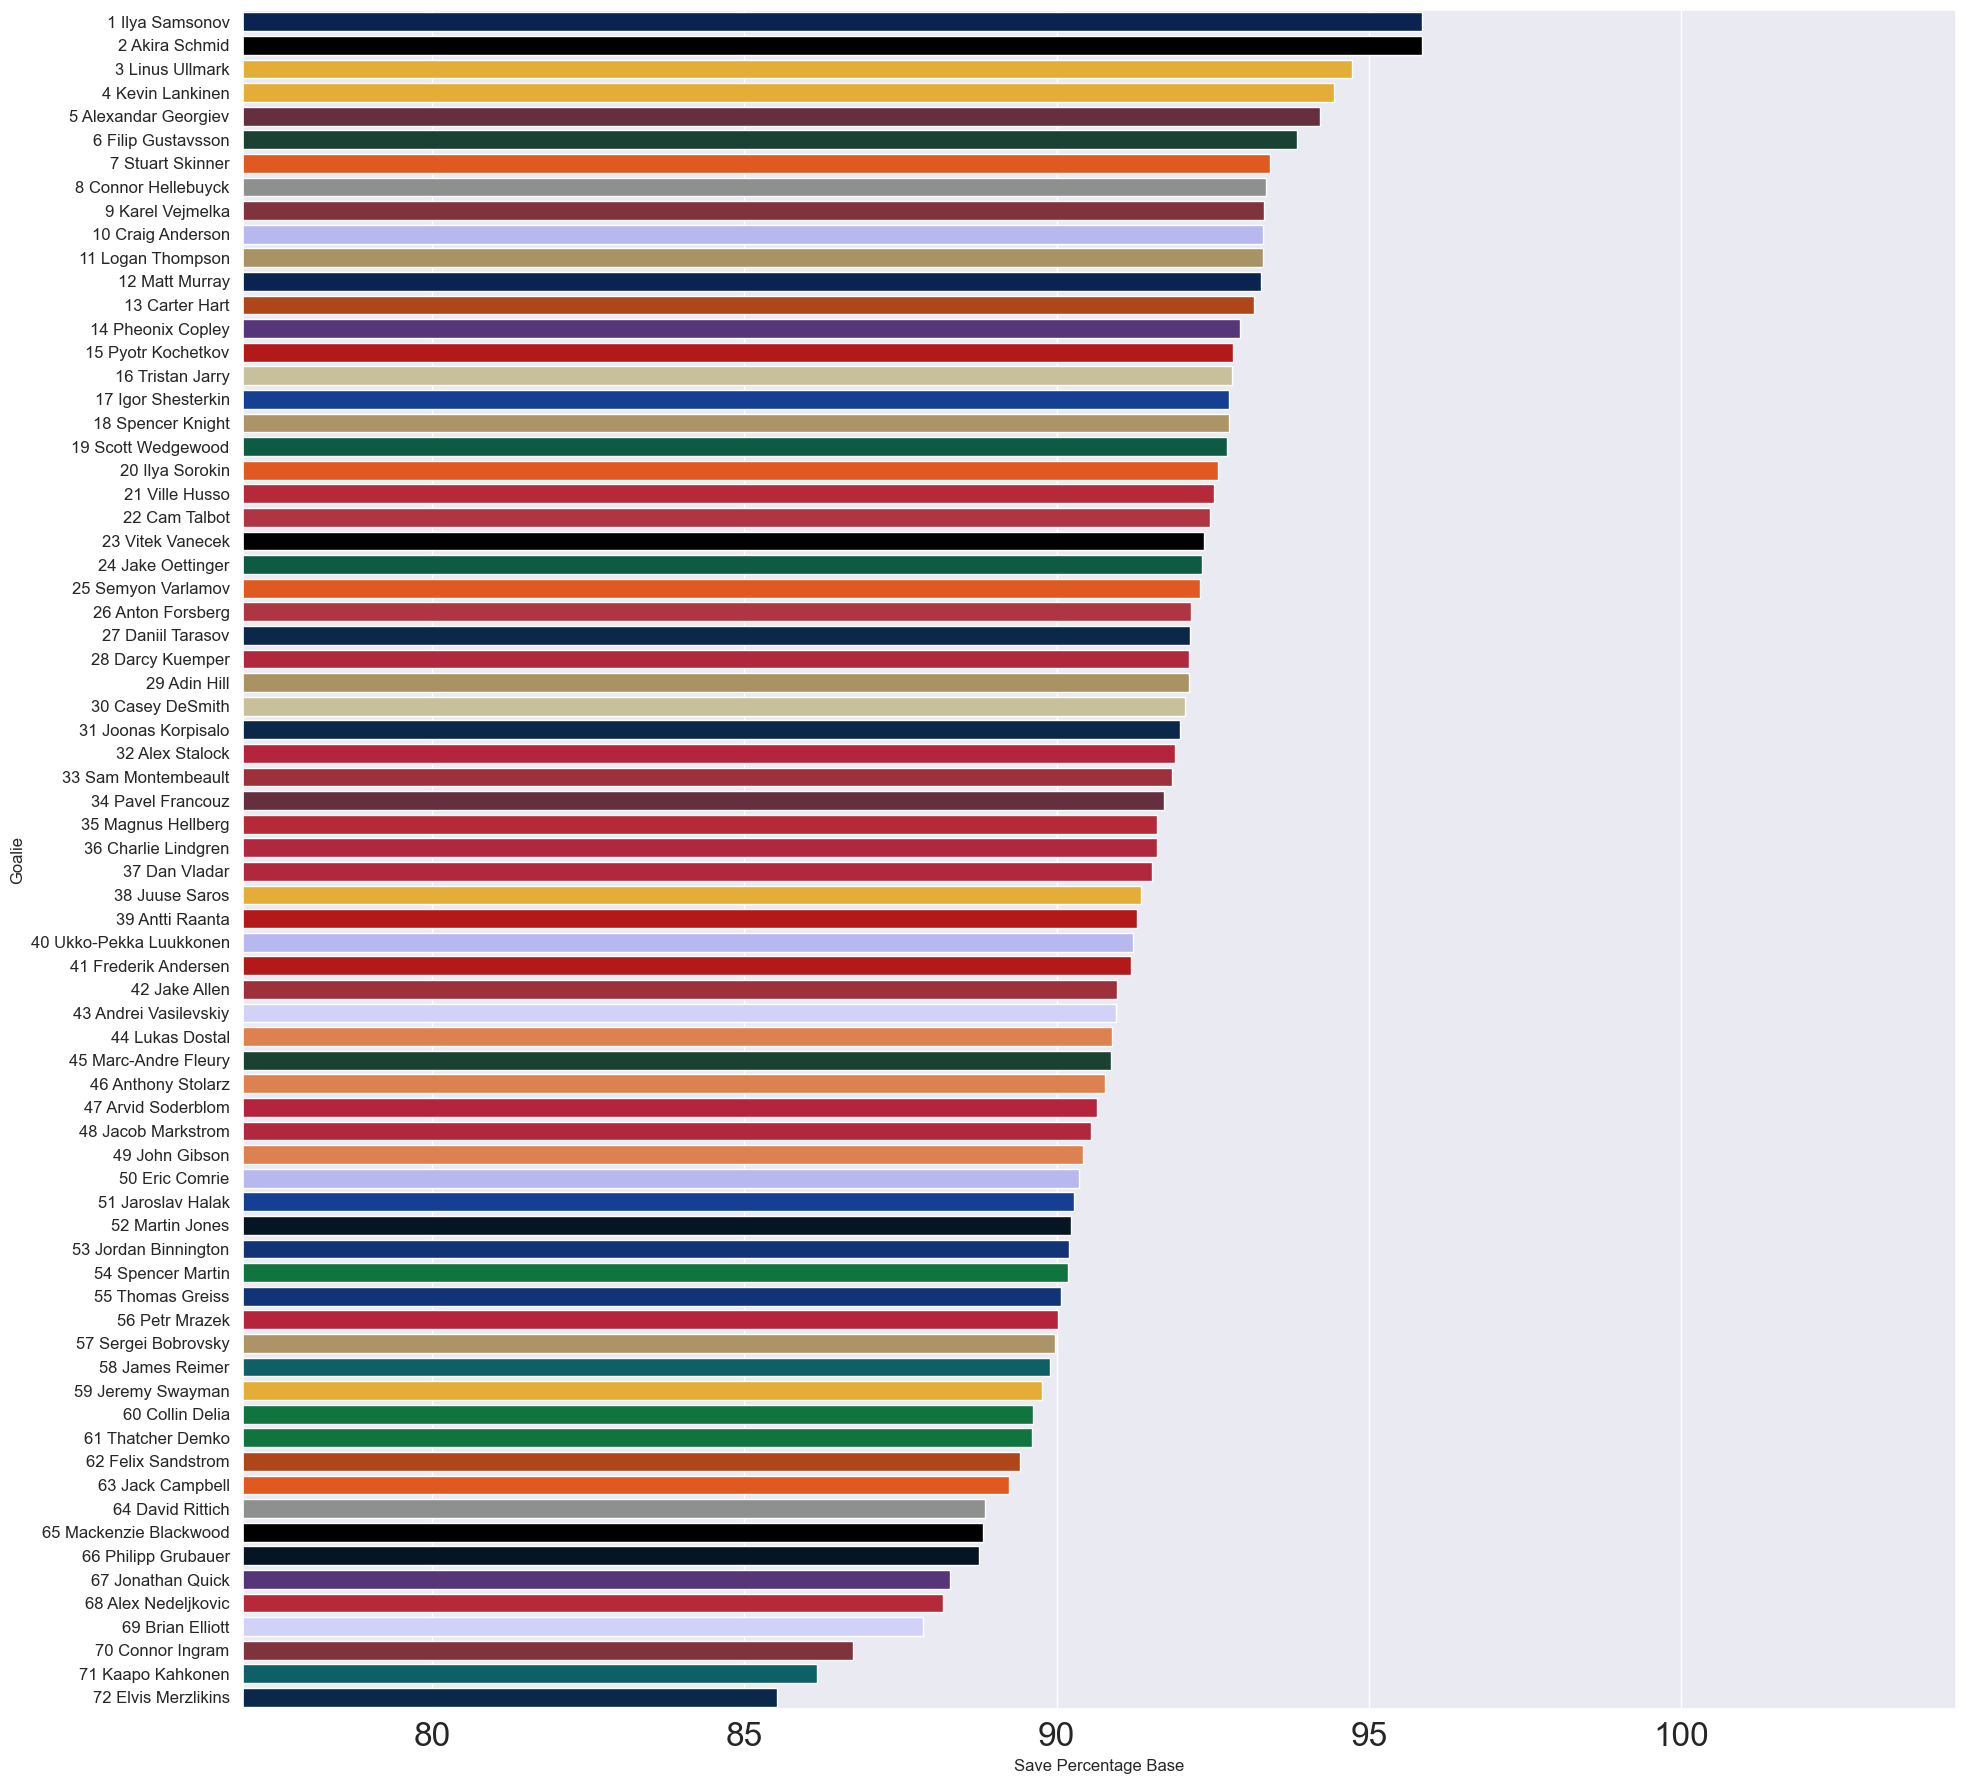 1 Ilya Samsonov
2 Akira Schmid
3 Linus Ullmark
4 Kevin Lankinen
5 Alexandar Georgiev
6 Filip Gustavsson
7 Stuart Skinner
8 Connor Hellebuyck
9 Karel Vejmelka
10 Craig Anderson
11 Logan Thompson
12 Matt Murray
13 Carter Hart
14 Pheonix Copley
15 Pyotr Kochetkov
16 Tristan Jarry
17 Igor Shesterkin
18 Spencer Knight
19 Scott Wedgewood
20 Ilya Sorokin
21 Ville Husso
22 Cam Talbot
23 Vitek Vanecek
24 Jake Oettinger
25 Semyon Varlamov
26 Anton Forsberg
27 Daniil Tarasov
28 Darcy Kuemper
29 Adin Hill
30 Casey DeSmith
31 Joonas Korpisalo
32 Alex Stalock
33 Sam Montembeault
34 Pavel Francouz
35 Magnus Hellberg
36 Charlie Lindgren
37 Dan Vladar
38 Juuse Saros
39 Antti Raanta
40 Ukko-Pekka Luukkonen
41 Frederik Andersen
42 Jake Allen
43 Andrei Vasilevskiy
44 Lukas Dostal
45 Marc-Andre Fleury
46 Anthony Stolarz
47 Arvid Soderblom
48 Jacob Markstrom
49 John Gibson
50 Eric Comrie
51 Jaroslav Halak
52 Martin Jones
53 Jordan Binnington
54 Spencer Martin
55 Thomas Greiss
56 Petr Mrazek
57 Sergei Bobrovsky
58 James Reimer
59 Jeremy Swayman
60 Collin Delia
61 Thatcher Demko
62 Felix Sandstrom
63 Jack Campbell
64 David Rittich
65 Mackenzie Blackwood
66 Philipp Grubauer
67 Jonathan Quick
68 Alex Nedeljkovic
69 Brian Elliott
70 Connor Ingram
71 Kaapo Kahkonen
72 Elvis Merzlikins
Goalie
80 85 90 95 100
Save Percentage Base